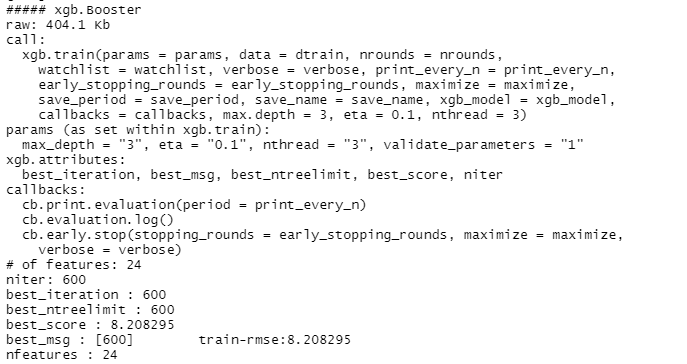 ##### xgb.Booster
raw: 404.1 Kb
call:
  xgb.train(params = params, data = dtrain, nrounds = nrounds,
    watchlist = watchlist, verbose = verbose, print_every_n = print_every_n,
    early_stopping_rounds = early_stopping_rounds, maximize = maximize,
    save_period = save_period, save_name = save_name, xgb_model = xgb_model,
    callbacks = callbacks, max.depth = 3, eta = 0.1, nthread = 3)
params (as set within xgb.train):
  max_depth = "3", eta = "0.1", nthread = "3", validate_parameters = "1"
xgb.attributes:
  best_iteration, best_msg, best_ntreelimit, best_score, niter
callbacks:
  cb.print.evaluation(period = print_every_n)
  cb.evaluation.log()
  cb.early.stop(stopping_rounds = early_stopping_rounds, maximize = maximize,
    verbose = verbose)
# of features: 24
niter: 600
best_iteration : 600
best_ntreelimit : 600
best_score : 8.208295
best_msg : [600]	train-rmse:8.208295
nfeatures : 24